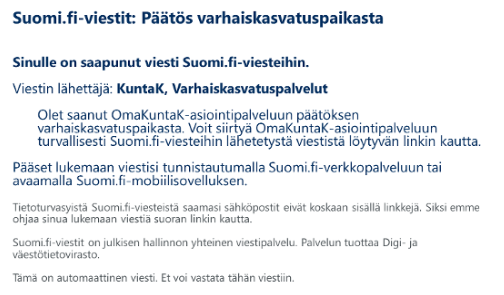 Suomi.fi-viestit: Päätös varhaiskasvatuspaikasta
Sinulle on saapunut viesti Suomi.fi-viesteihin.
Viestin lähettäjä: KuntaK, Varhaiskasvatuspalvelut
Olet saanut OmaKuntaK-asiointipalveluun päätöksen
varhaiskasvatuspaikasta. Voit siirtyä OmaKuntaK-asiointipalveluun
turvallisesti Suomi.fi-viesteihin lähetetystä viestistä löytyvän linkin kautta.
Pääset lukemaan viestisi tunnistautumalla Suomi.fi-verkkopalveluun tai
avaamalla Suomi.fi-mobiilisovelluksen.
Tietoturvasyistä Suomi.fi-viesteistä saamasi sähköpostit eivät koskaan sisällä linkkejä. Siksi emme
ohjaa sinua lukemaan viestiä suoran linkin kautta.
Suomi.fi-viestit on julkisen hallinnon yhteinen viestipalvelu. Palvelun tuottaa Digi- ja
väestötietovirasto.
Tämä on automaattinen viesti. Et voi vastata tähän viestiin.